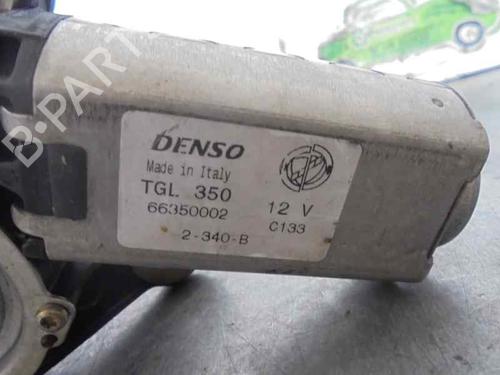 B-PART
DENSO
Made in Italy
TGL 350
66350002
12 V
C133
2-340-B